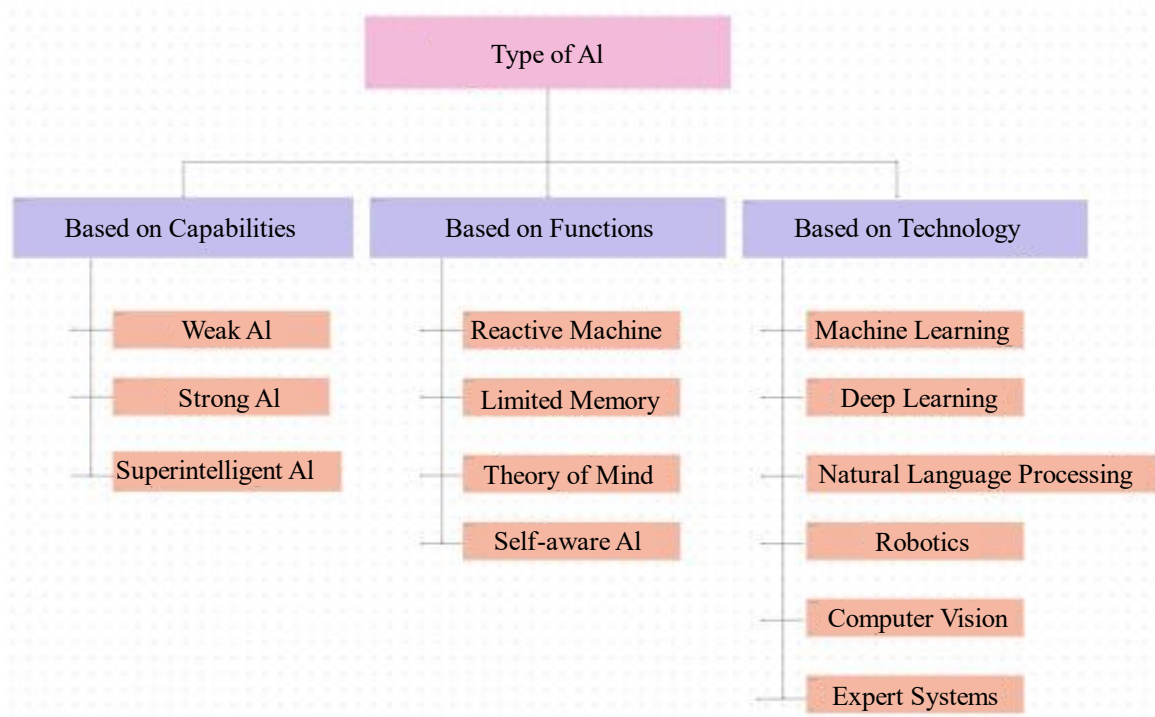 Type of Al
Based on Capabilities
Weak Al
Strong Al
Superintelligent Al
Based on Functions
Reactive Machine
Limited Memory
Theory of Mind
Self-aware Al
Based on Technology
Machine Learning
Deep Learning
Natural Language Processing
Robotics
Computer Vision
Expert Systems